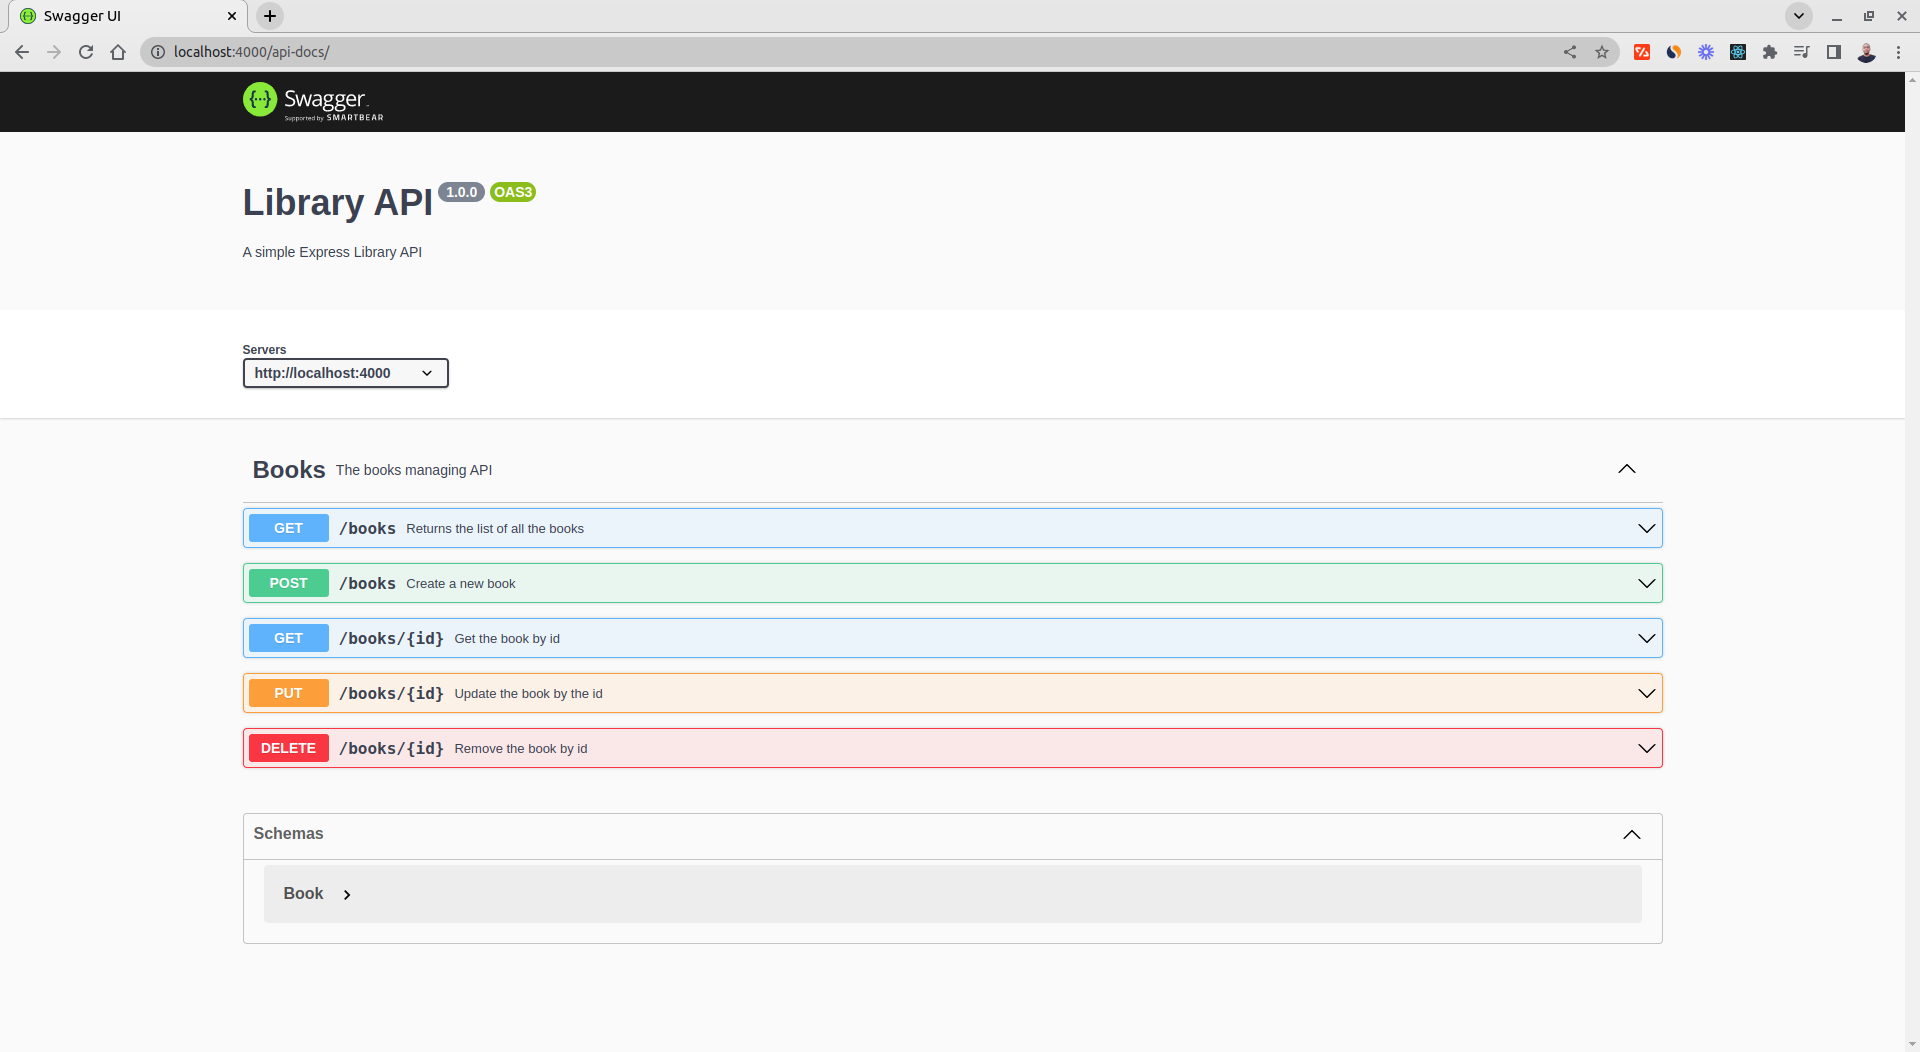 Swagger UI
localhost:4000/api-docs/
{···} Swagger
Supported by SMARTBEAR
Library API 1.0.0 OAS3
A simple Express Library API
Servers
http://localhost:4000
Books The books managing API
GET /books Returns the list of all the books
POST /books Create a new book
GET /books/{id} Get the book by id
PUT /books/{id} Update the book by the id
DELETE /books/{id} Remove the book by id
Schemas
Book